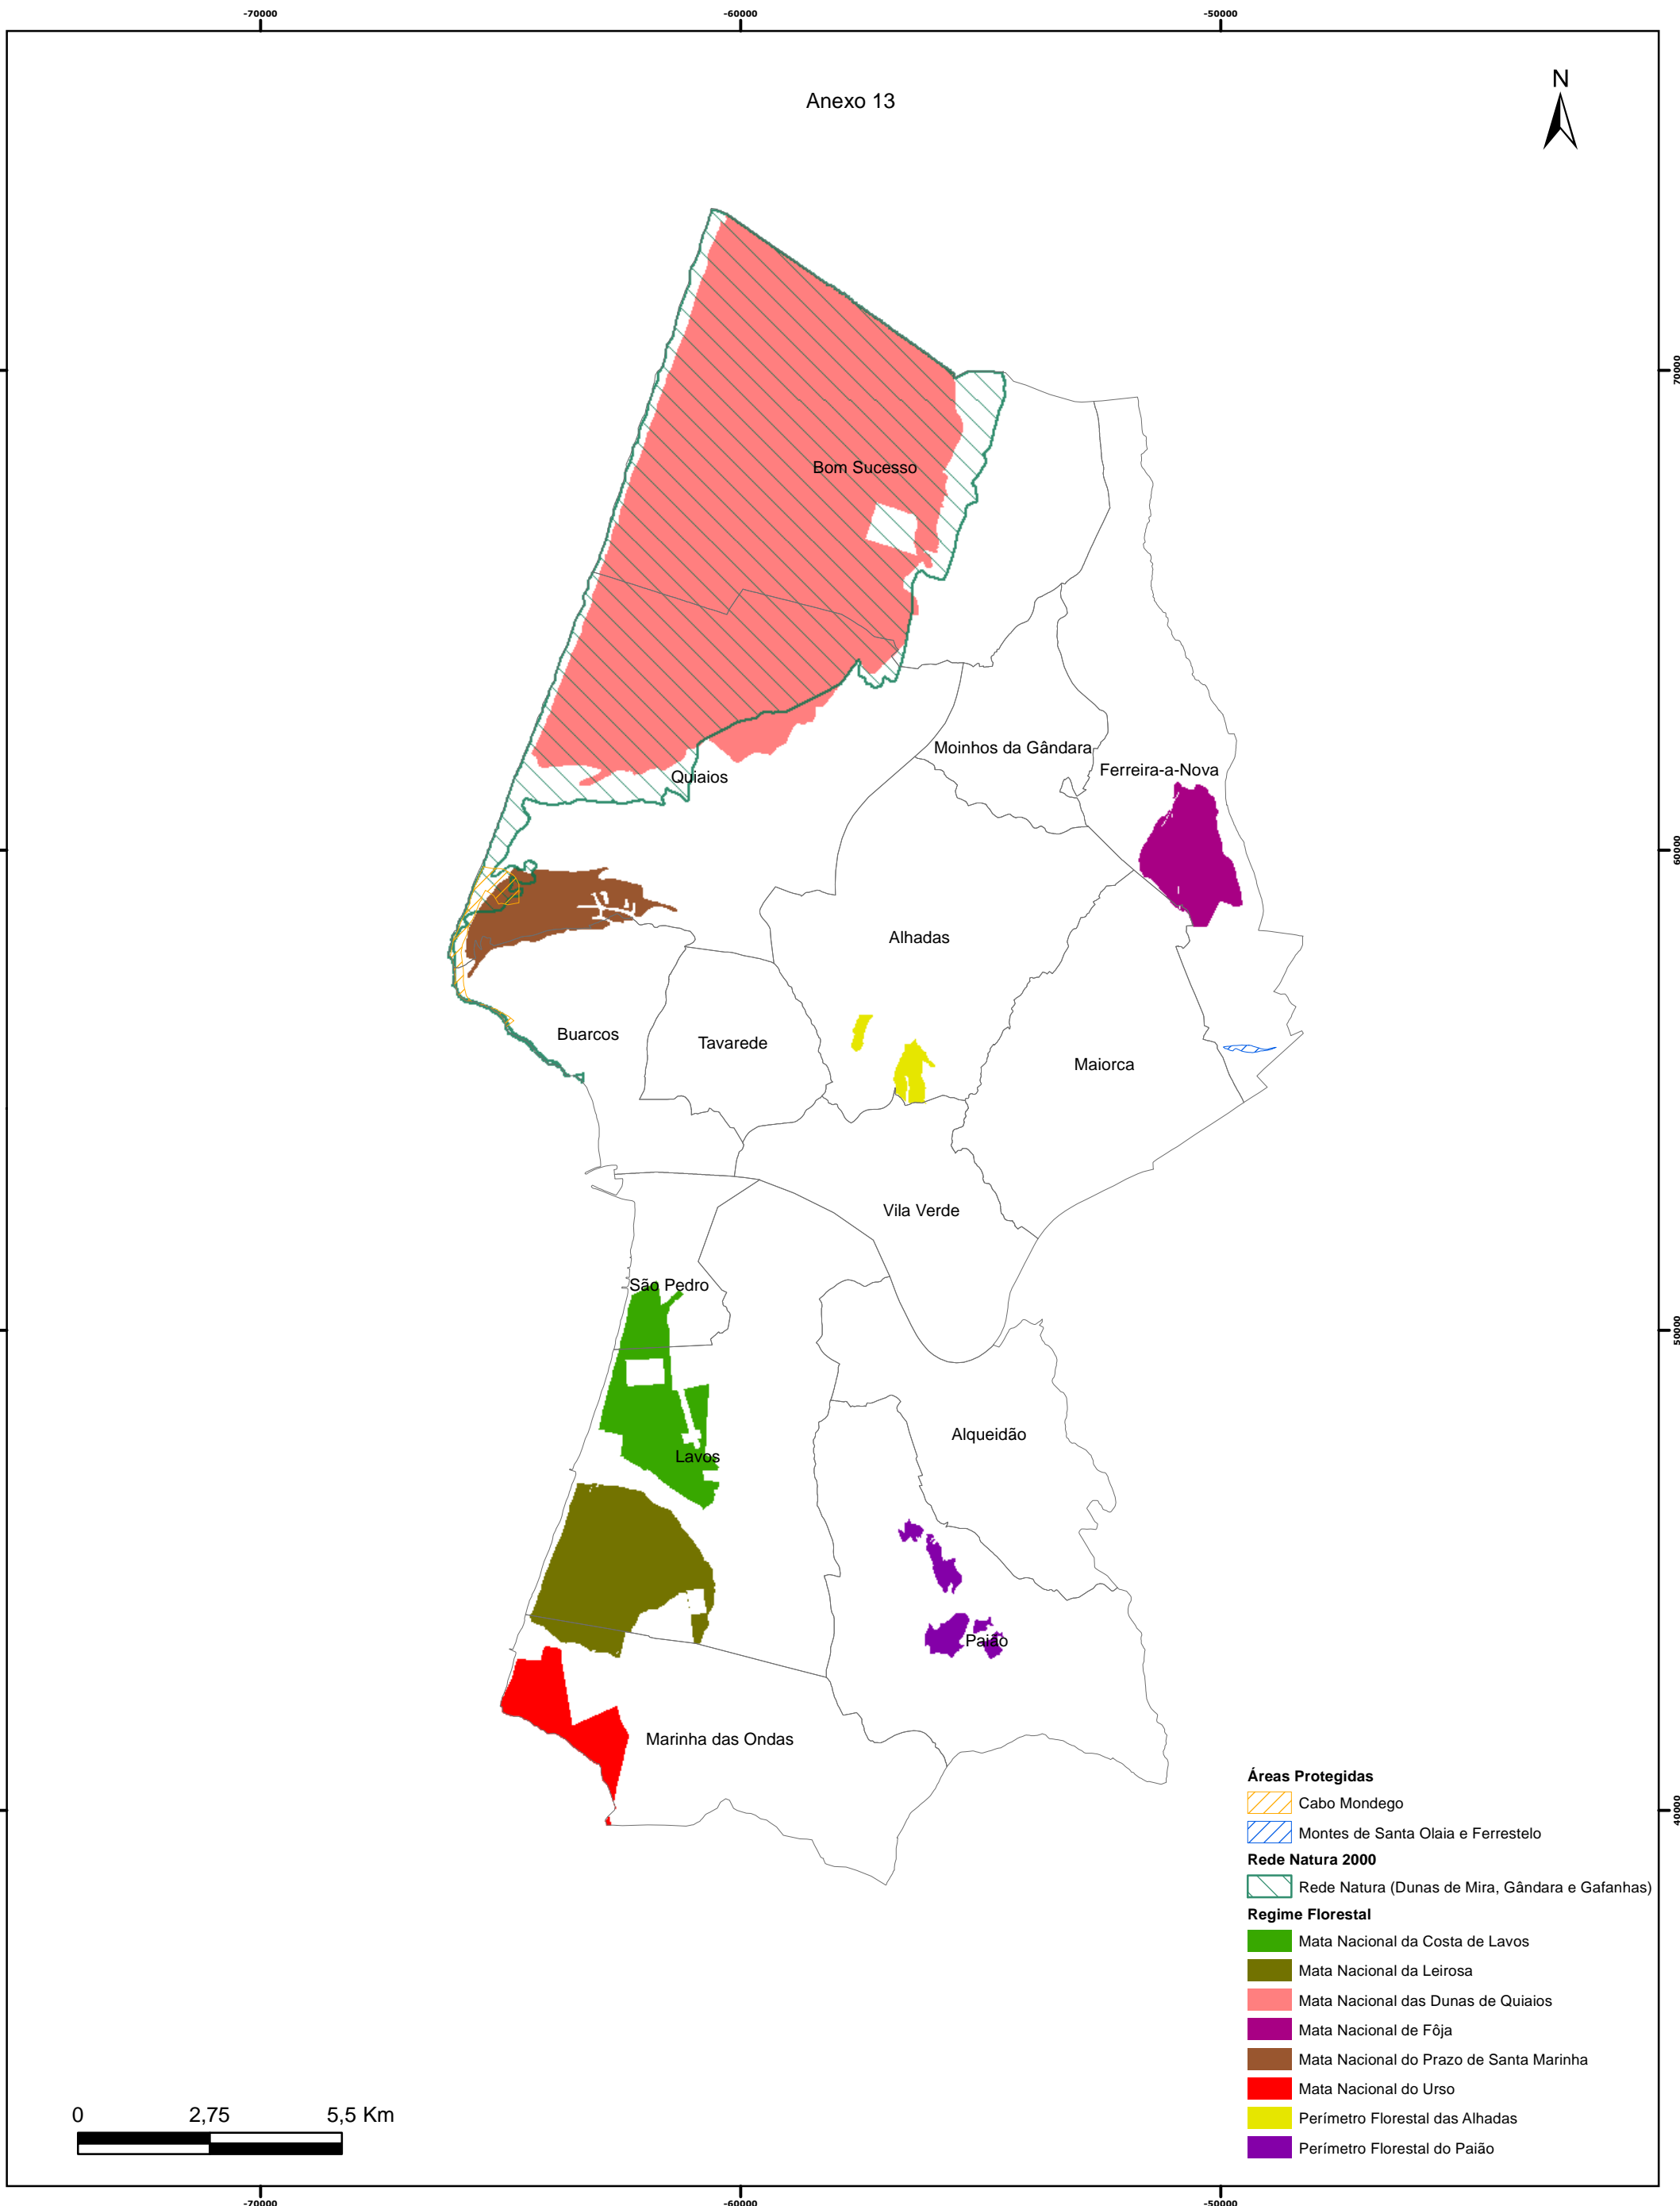 -70000
-60000
-50000
Anexo 13
N
70000
Bom Sucesso
Moinhos da Gândara
Ferreira-a-Nova
Quiaios
60000
Alhadas
Buarcos
Tavarede
Maiorca
Vila Verde
São Pedro
50000
Alqueidão
Lavos
Paião
Marinha das Ondas
Áreas Protegidas
Cabo Mondego
40000
Montes de Santa Olaia e Ferrestelo
Rede Natura 2000
Rede Natura (Dunas de Mira, Gândara e Gafanhas)
Regime Florestal
Mata Nacional da Costa de Lavos
Mata Nacional da Leirosa
Mata Nacional das Dunas de Quiaios
Mata Nacional de Fôja
Mata Nacional do Prazo de Santa Marinha
Mata Nacional do Urso
Perímetro Florestal das Alhadas
Perímetro Florestal do Paião
0 2,75 5,5 Km
-70000
-60000
-50000